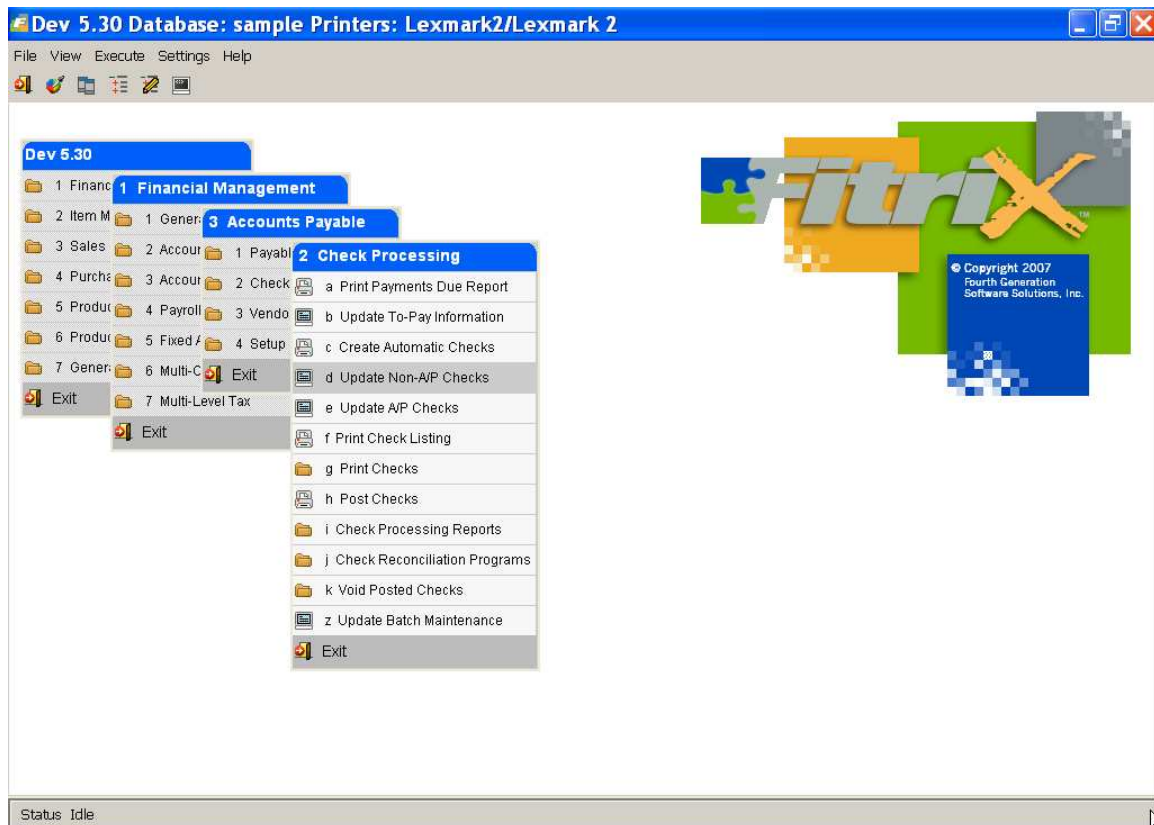 Dev 5.30 Database: sample Printers: Lexmark2/Lexmark 2
File View Execute Settings Help
Dev 5.30
1 Financ
2 Item M
3 Sales
4 Purcha
5 Produc
6 Produc
7 Genera
Exit
1 Financial Management
1 Genera
2 Accoun
3 Accoun
4 Payroll
5 Fixed A
6 Multi-C
7 Multi-Level Tax
Exit
3 Accounts Payable
1 Payabl
2 Check
3 Vendo
4 Setup
Exit
2 Check Processing
a Print Payments Due Report
b Update To-Pay Information
c Create Automatic Checks
d Update Non-A/P Checks
e Update A/P Checks
f Print Check Listing
g Print Checks
h Post Checks
i Check Processing Reports
j Check Reconciliation Programs
k Void Posted Checks
z Update Batch Maintenance
Exit
FitriX
TM
© Copyright 2007
Fourth Generation
Software Solutions, Inc.
Status Idle